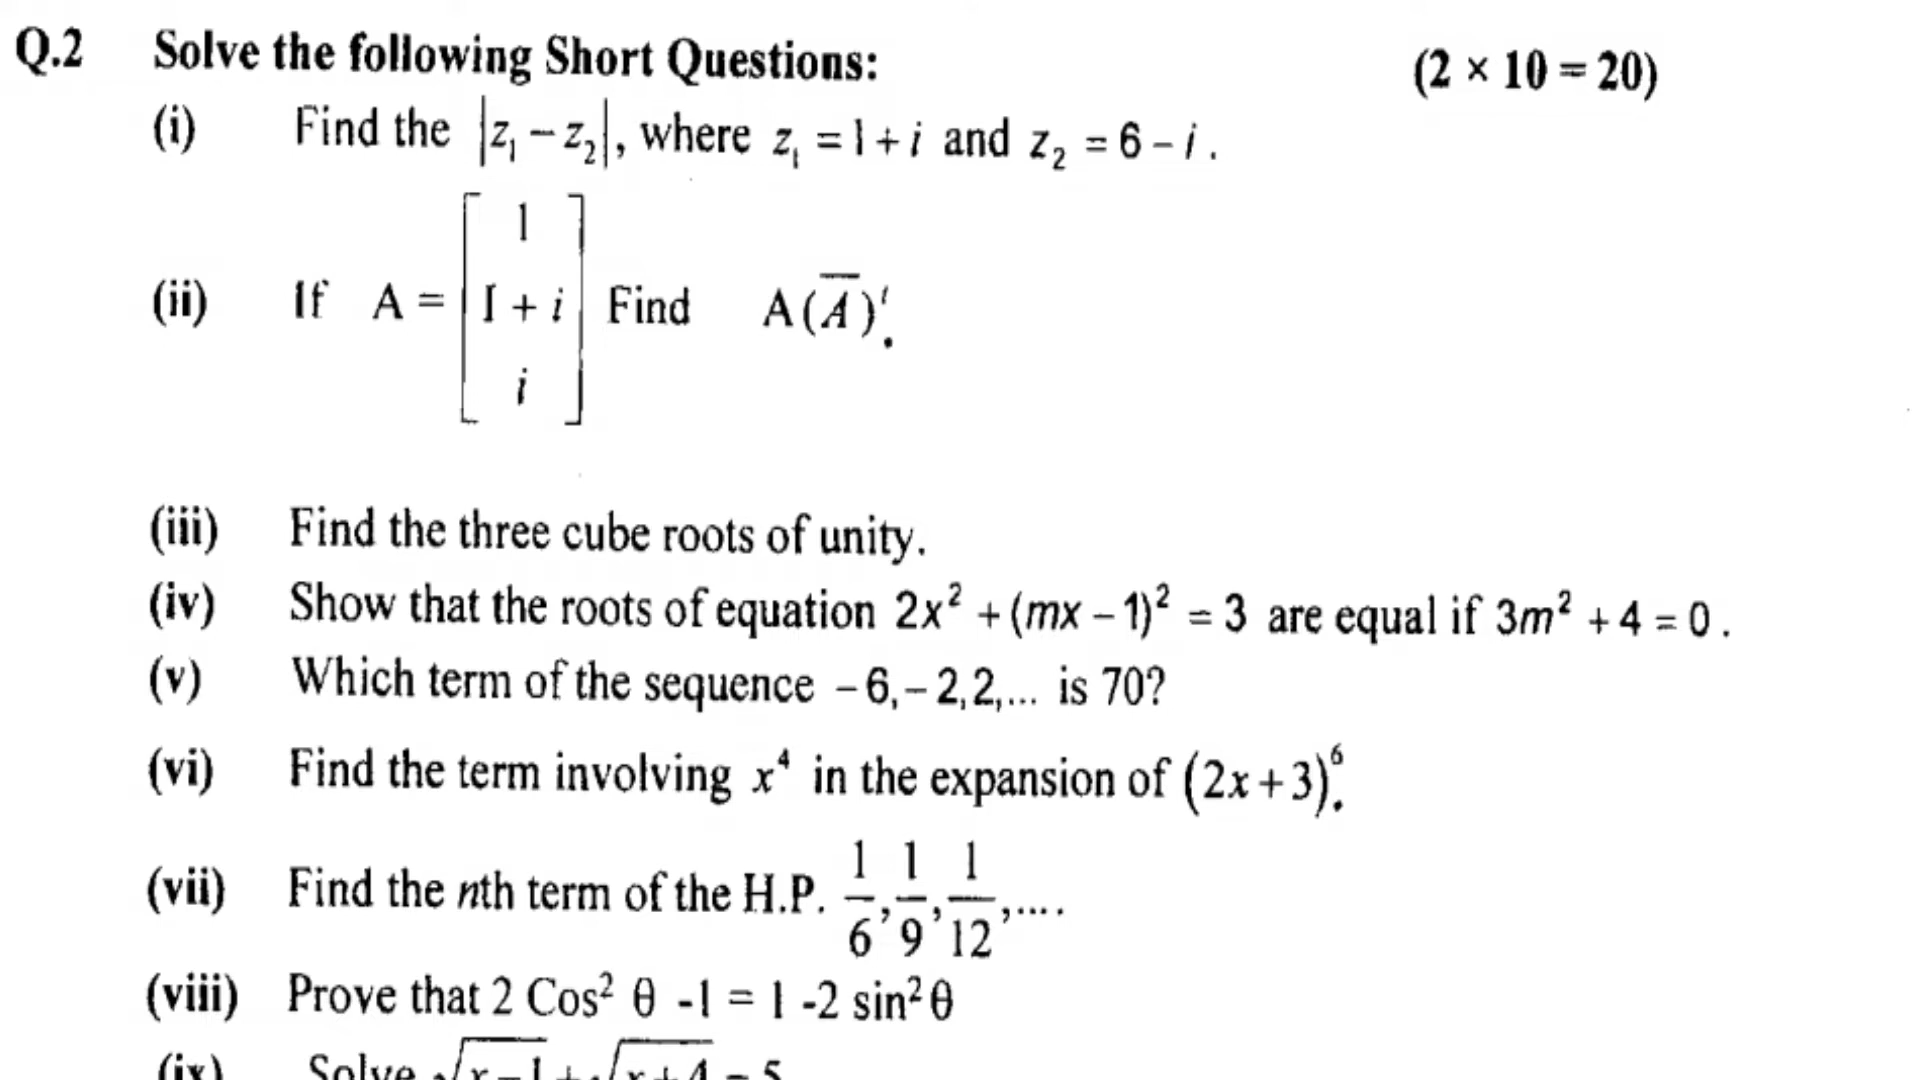 Q.2 Solve the following Short Questions: (2 × 10 = 20)
(i) Find the |z₁ − z₂|, where z₁ = 1 + i and z₂ = 6 − i .
(ii) If A = [1; 1 + i; i] Find A(A̅)ᵗ.
(iii) Find the three cube roots of unity.
(iv) Show that the roots of equation 2x² + (mx − 1)² = 3 are equal if 3m² + 4 = 0 .
(v) Which term of the sequence − 6, − 2,2,... is 70?
(vi) Find the term involving x⁴ in the expansion of (2x + 3)⁶.
(vii) Find the nth term of the H.P. 1/6, 1/9, 1/12, ....
(viii) Prove that 2 Cos² θ -1 = 1 -2 sin² θ
(ix) Solve √(x − 1) + √(x + 4) = 5